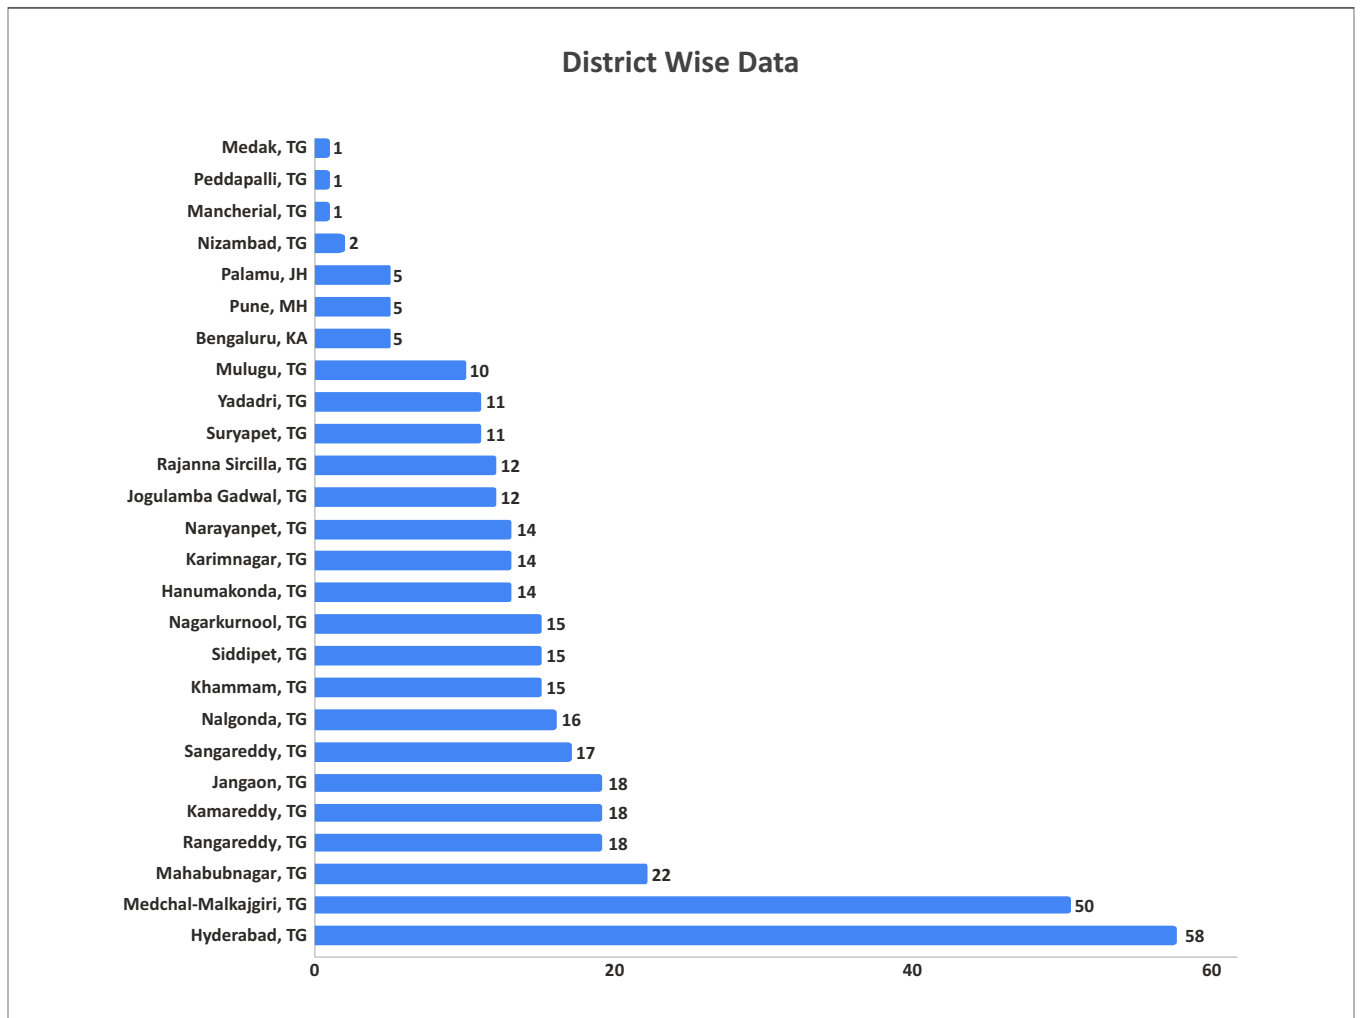 District Wise Data
Medak, TG 1
Peddapalli, TG 1
Mancherial, TG 1
Nizambad, TG 2
Palamu, JH 5
Pune, MH 5
Bengaluru, KA 5
Mulugu, TG 10
Yadadri, TG 11
Suryapet, TG 11
Rajanna Sircilla, TG 12
Jogulamba Gadwal, TG 12
Narayanpet, TG 14
Karimnagar, TG 14
Hanumakonda, TG 14
Nagarkurnool, TG 15
Siddipet, TG 15
Khammam, TG 15
Nalgonda, TG 16
Sangareddy, TG 17
Jangaon, TG 18
Kamareddy, TG 18
Rangareddy, TG 18
Mahabubnagar, TG 22
Medchal-Malkajgiri, TG 50
Hyderabad, TG 58
0 20 40 60